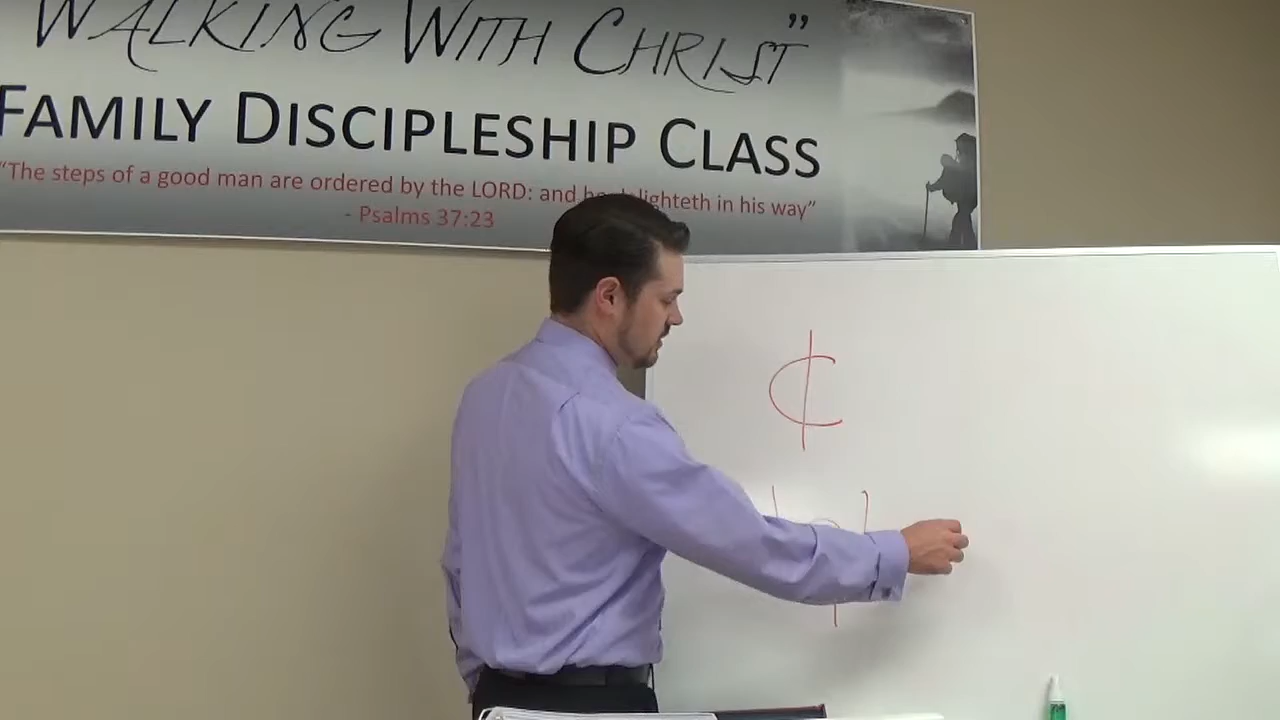 Walking With Christ”
Family Discipleship Class
“The steps of a good man are ordered by the LORD: and in his way”
- Psalms 37:23
¢